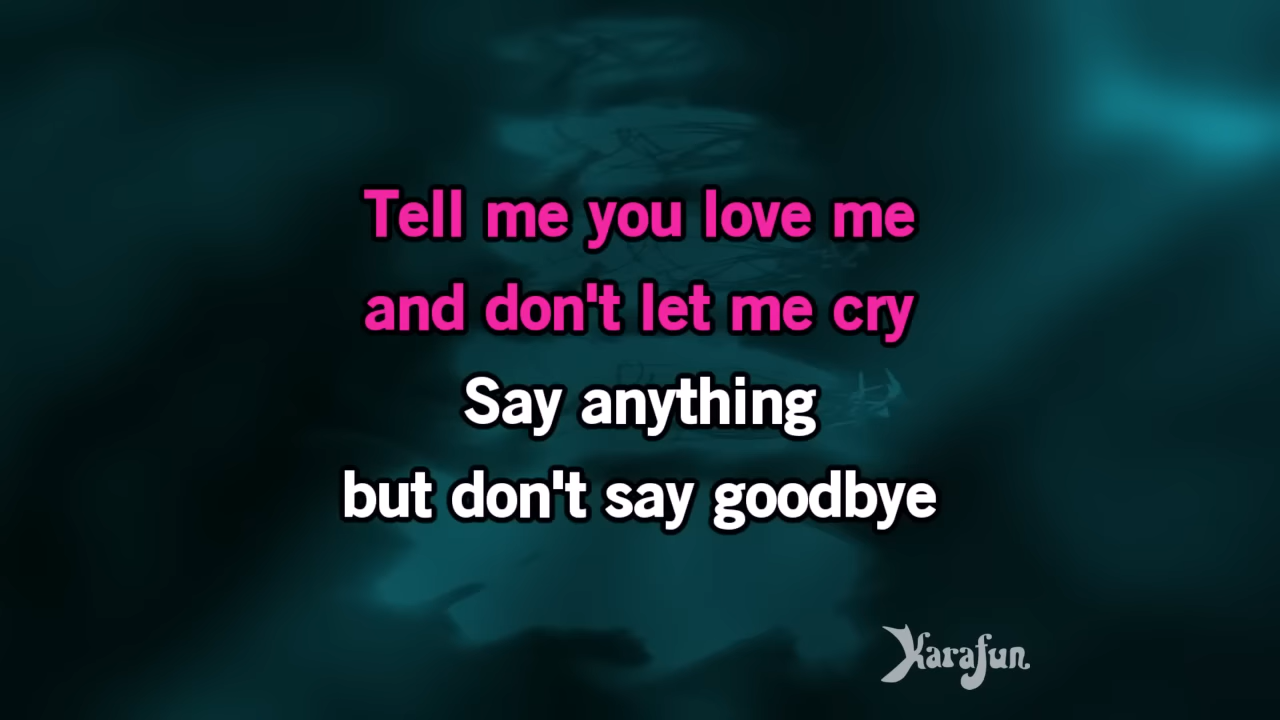 Tell me you love me
and don't let me cry
Say anything
but don't say goodbye
Karafun